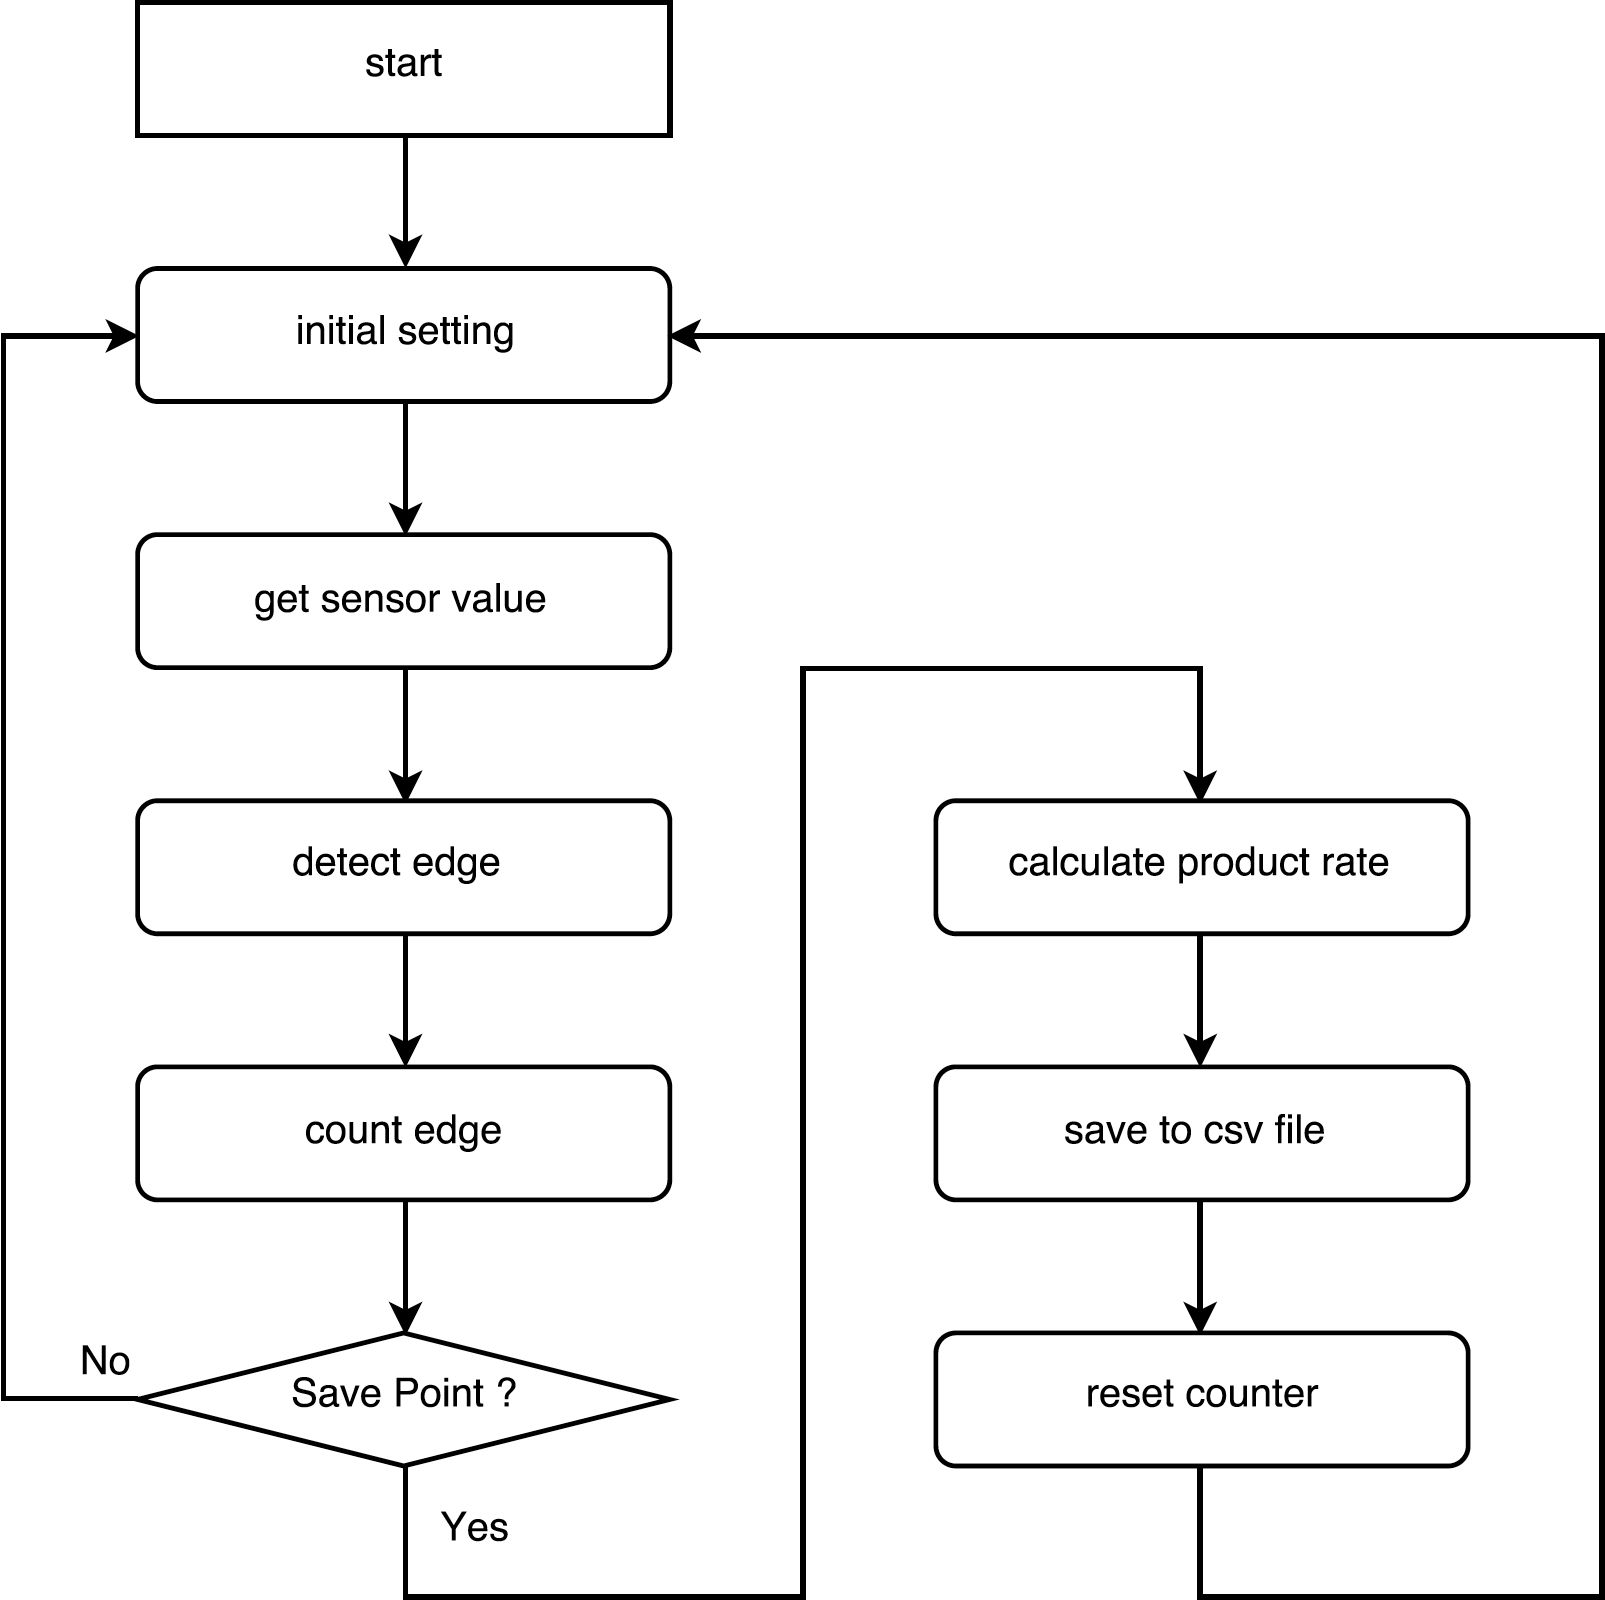 start
initial setting
get sensor value
detect edge
count edge
Save Point ?
No
Yes
calculate product rate
save to csv file
reset counter